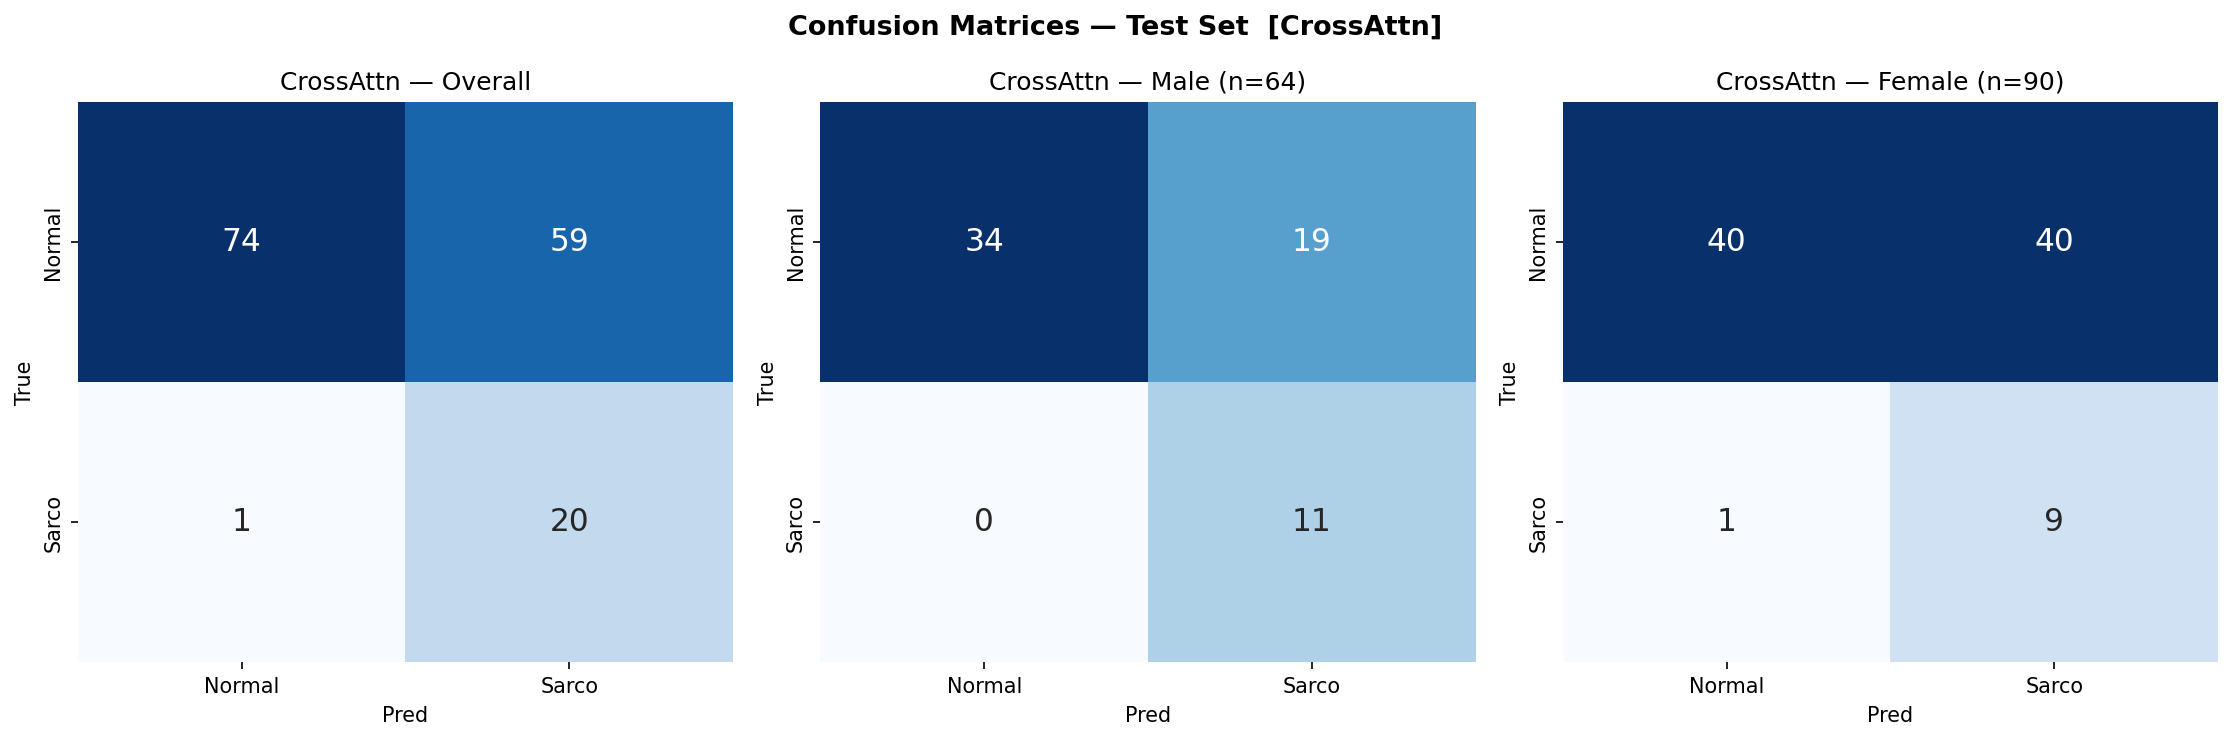 Confusion Matrices — Test Set  [CrossAttn]
CrossAttn — Overall
True
Normal
Sarco
74
59
1
20
Normal
Sarco
Pred
CrossAttn — Male (n=64)
True
Normal
Sarco
34
19
0
11
Normal
Sarco
Pred
CrossAttn — Female (n=90)
True
Normal
Sarco
40
40
1
9
Normal
Sarco
Pred